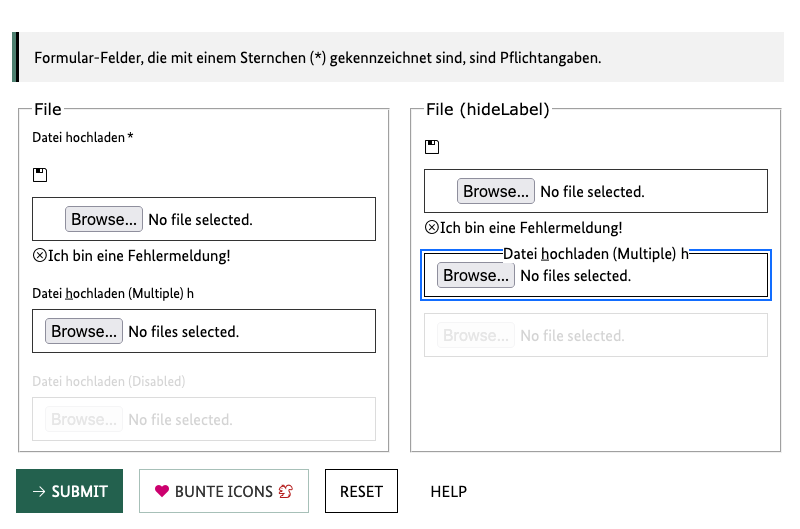 Formular-Felder, die mit einem Sternchen (*) gekennzeichnet sind, sind Pflichtangaben.
File
Datei hochladen *
Browse... No file selected.
Ich bin eine Fehlermeldung!
Datei hochladen (Multiple) h
Browse... No files selected.
Datei hochladen (Disabled)
Browse... No file selected.
File (hideLabel)
Browse... No file selected.
Ich bin eine Fehlermeldung!
Datei hochladen (Multiple) h
Browse... No files selected.
Browse... No file selected.
SUBMIT BUNTE ICONS RESET HELP